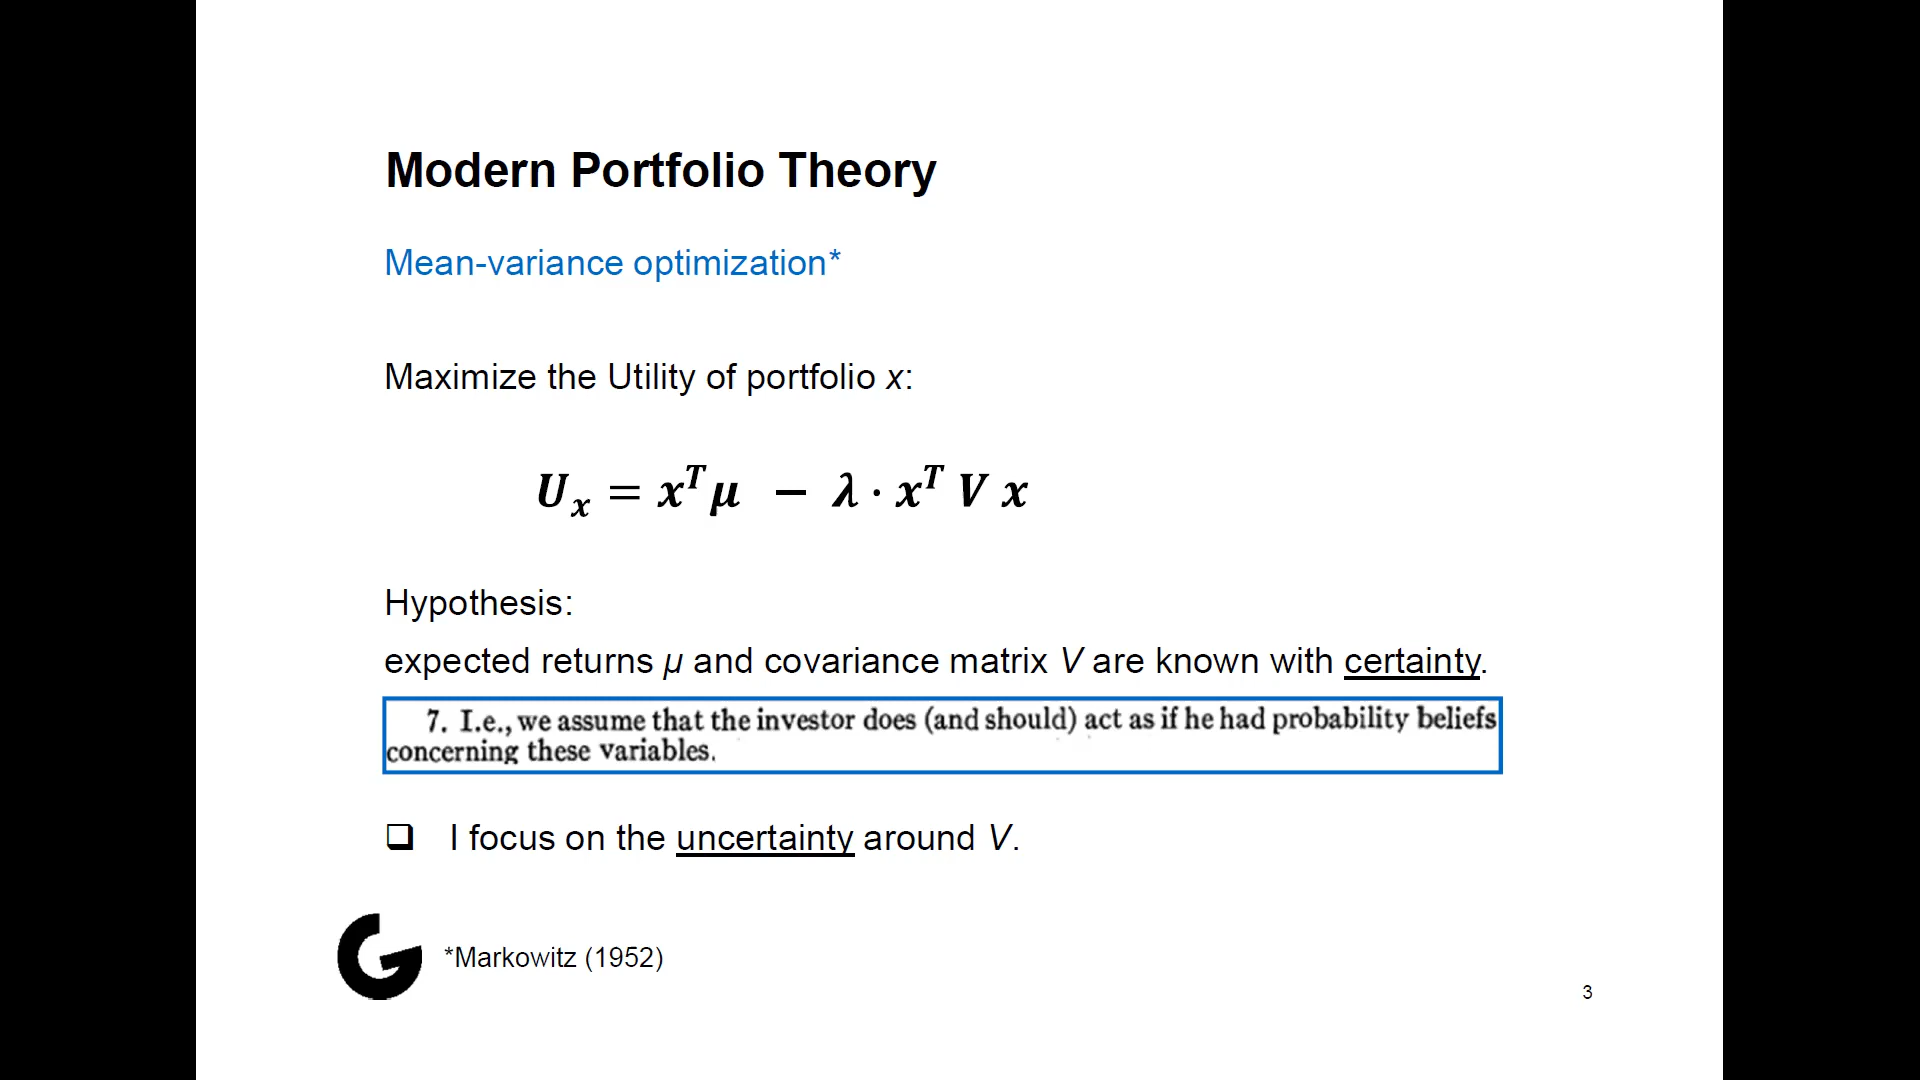 Modern Portfolio Theory
Mean-variance optimization*
Maximize the Utility of portfolio x:
Uₓ = xᵀμ − λ · xᵀ V x
Hypothesis:
expected returns μ and covariance matrix V are known with certainty.
7. I.e., we assume that the investor does (and should) act as if he had probability beliefs
concerning these variables.
❑ I focus on the uncertainty around V.
*Markowitz (1952)
3